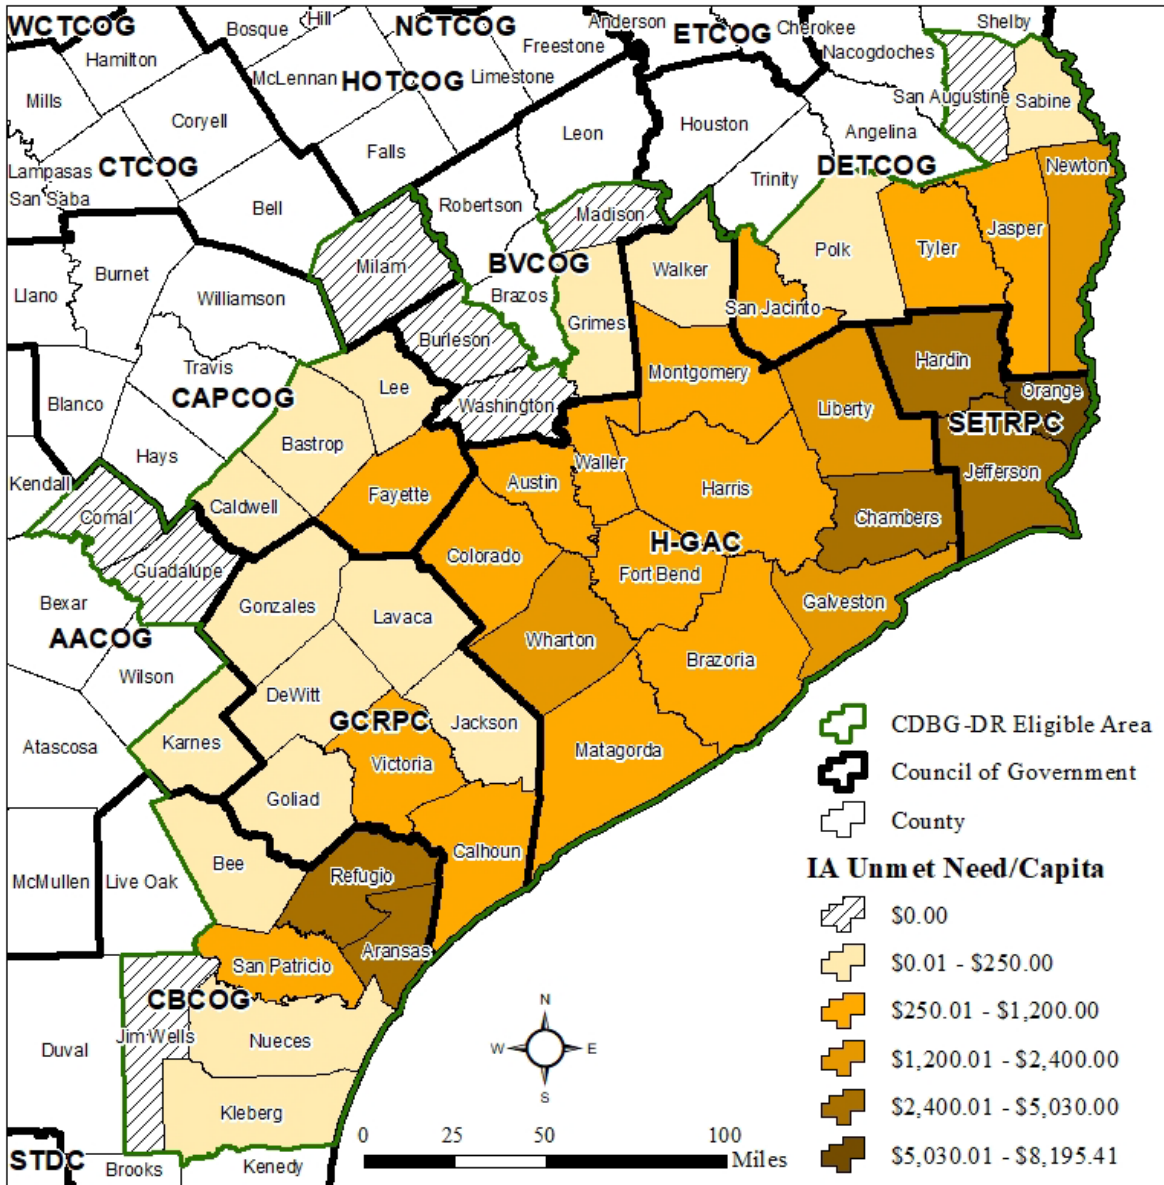 WCTCOG
Hill
Bosque
NCTCOG
Anderson
ETCOG
Cherokee
Shelby
Hamilton
Freestone
Nacogdoches
McLennan
HOTCOG
Limestone
Mills
San Augustine
Sabine
Coryell
Leon
Houston
Angelina
Falls
Lampasas
CTCOG
DETCOG
Newton
San Saba
Trinity
Bell
Robertson
Madison
Jasper
Polk
Tyler
Milam
BVCOG
Walker
Burnet
Llano
Williamson
Brazos
San Jacinto
Grimes
Burleson
Hardin
Travis
Montgomery
Lee
Orange
Blanco
CAPCOG
Washington
Liberty
SETRPC
Bastrop
Hays
Waller
Jefferson
Kendall
Austin
Harris
Caldwell
Fayette
Comal
Chambers
H-GAC
Colorado
Guadalupe
Fort Bend
Bexar
Gonzales
Lavaca
Galveston
AACOG
Wharton
Brazoria
Wilson
DeWitt
GCRPC
Jackson
Karnes
Atascosa
Victoria
Matagorda
Goliad
Calhoun
Bee
McMullen
Live Oak
Refugio
Aransas
San Patricio
CBCOG
Jim Wells
Nueces
Duval
Kleberg
STDC
Brooks
Kenedy
CDBG-DR Eligible Area
Council of Government
County
IA Unmet Need/Capita
$0.00
$0.01 - $250.00
$250.01 - $1,200.00
$1,200.01 - $2,400.00
$2,400.01 - $5,030.00
$5,030.01 - $8,195.41
N
W
E
S
0
25
50
100
Miles